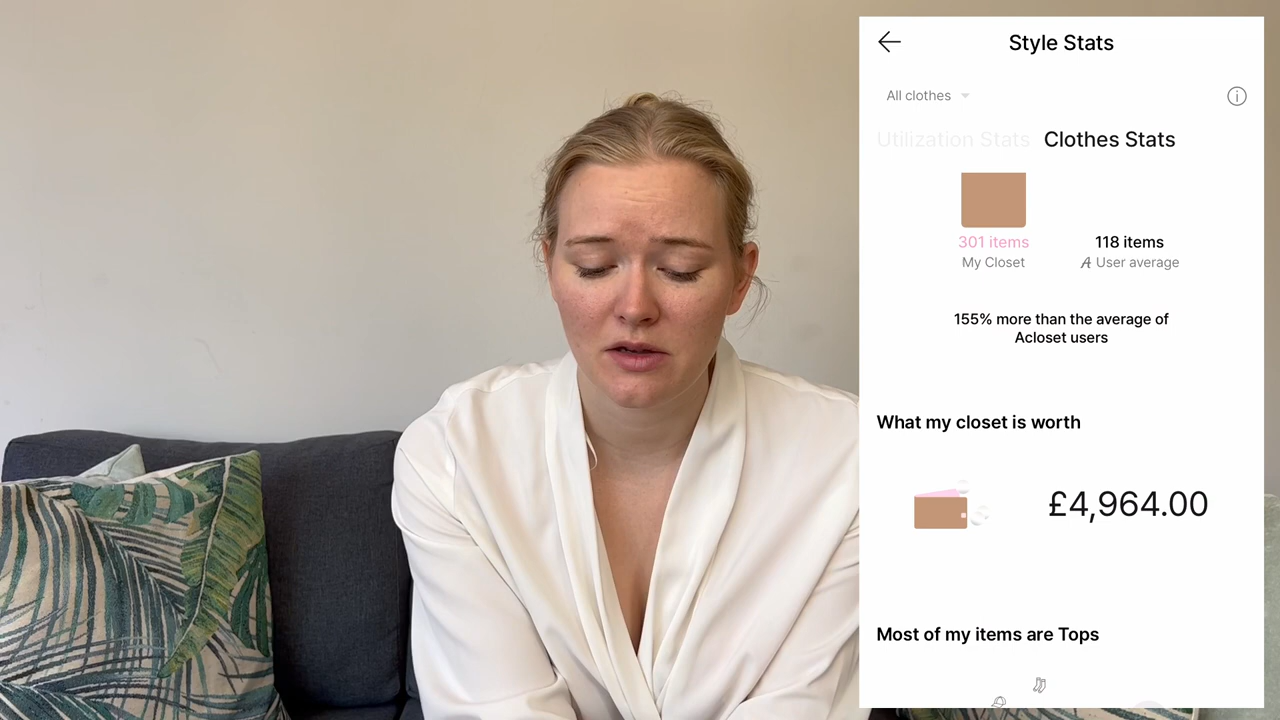 Style Stats
All clothes
Utilization Stats Clothes Stats
301 items
My Closet
118 items
User average
155% more than the average of
Acloset users
What my closet is worth
£4,964.00
Most of my items are Tops